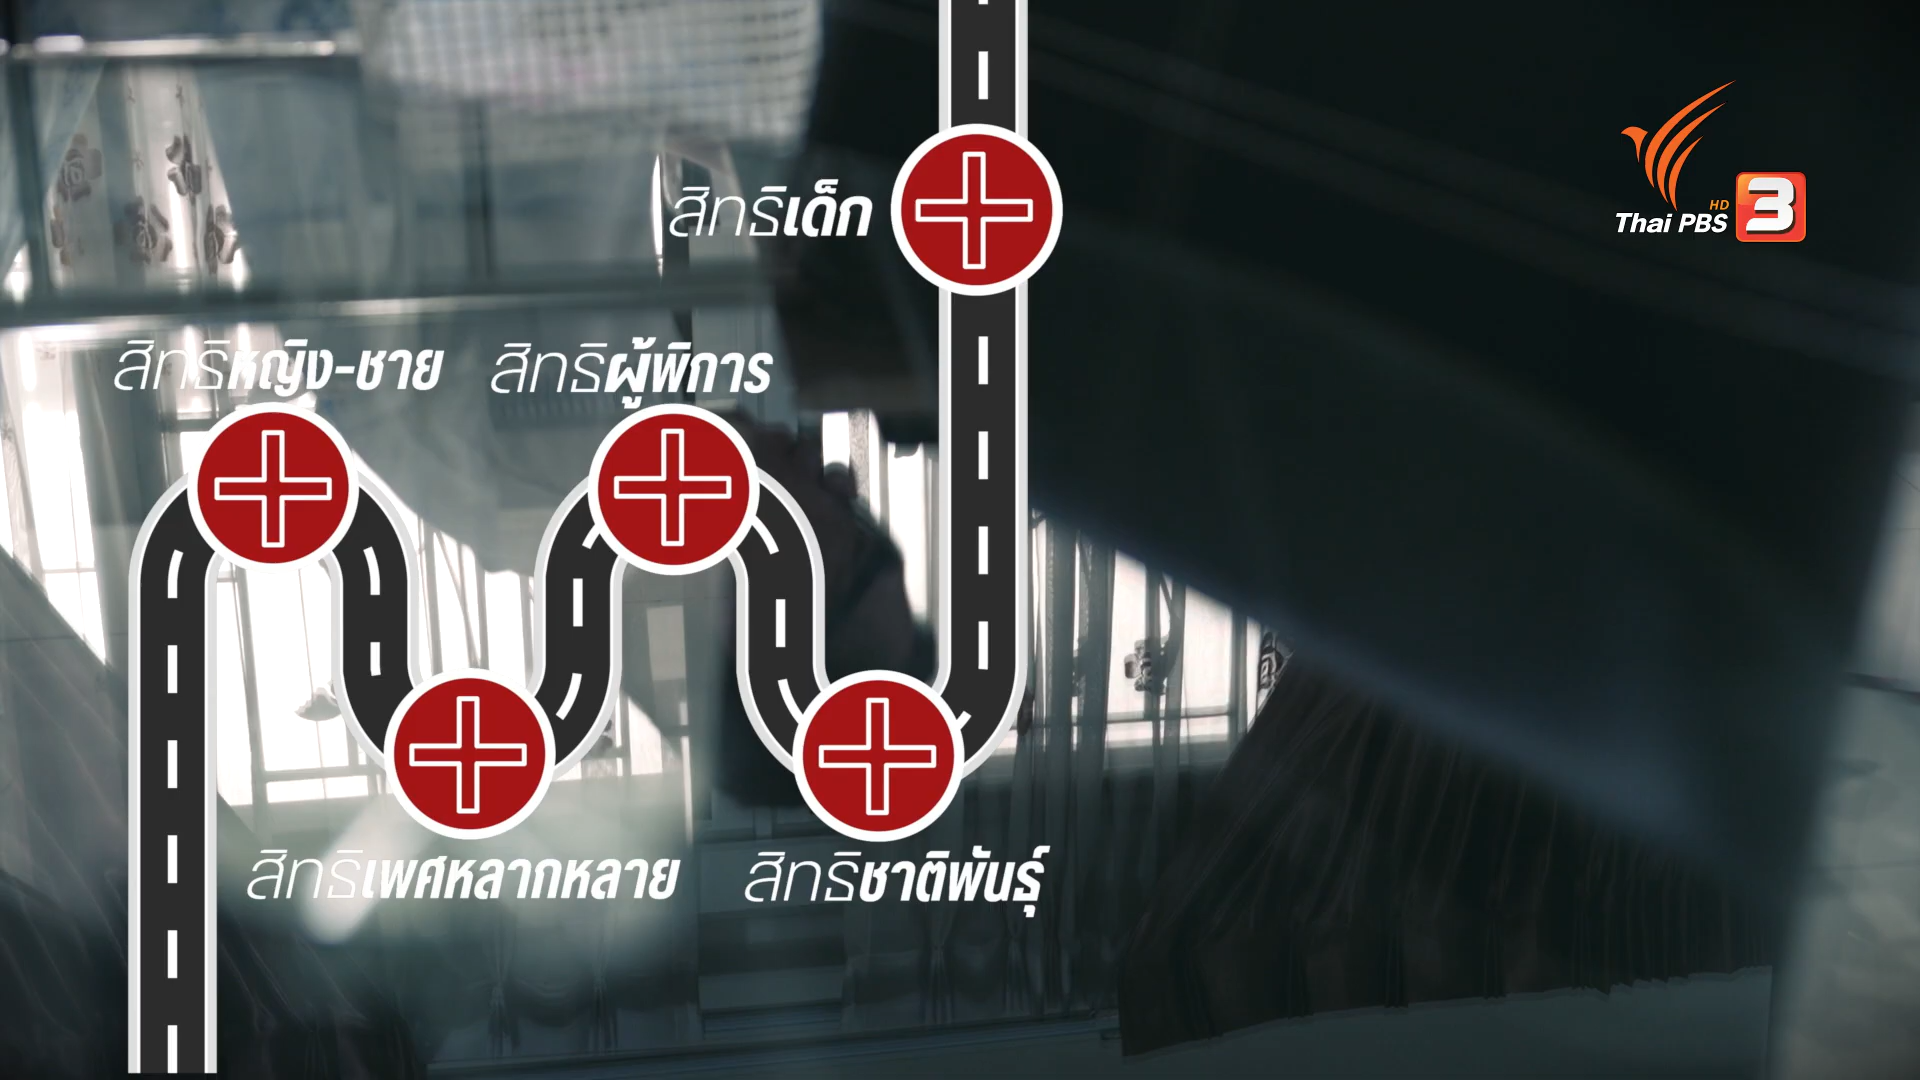 สิทธิเด็ก
HD
Thai PBS 3
สิทธิหญิง-ชาย
สิทธิผู้พิการ
สิทธิเพศหลากหลาย
สิทธิชาติพันธุ์